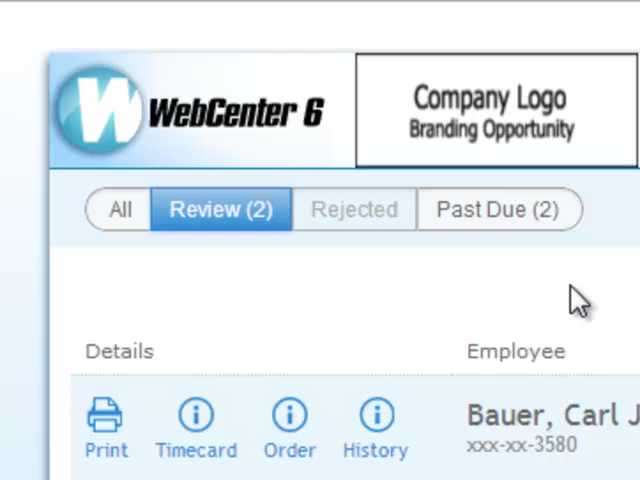 W WebCenter 6
Company Logo
Branding Opportunity
All Review (2) Rejected Past Due (2)
Details Employee
Print Timecard Order History
Bauer, Carl J
xxx-xx-3580